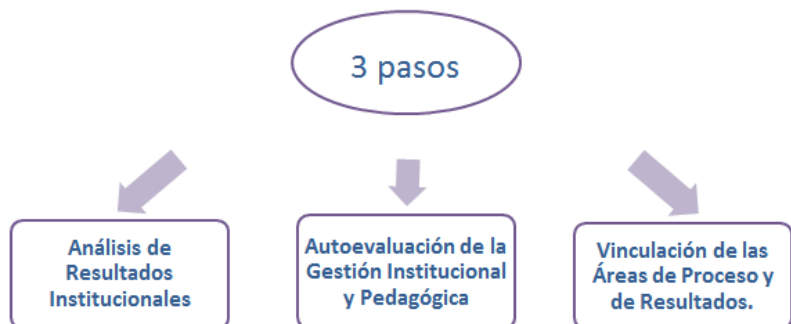 3 pasos
Análisis de
Resultados
Institucionales
Autoevaluación de la
Gestión Institucional
y Pedagógica
Vinculación de las
Áreas de Proceso y
de Resultados.